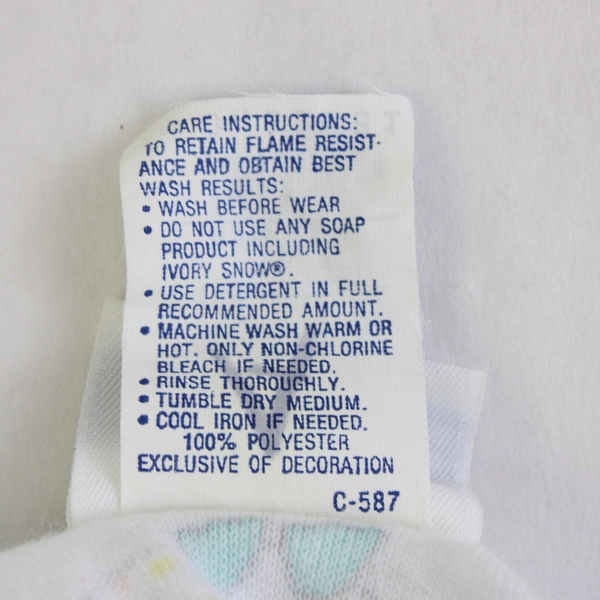 CARE INSTRUCTIONS:
TO RETAIN FLAME RESIST-
ANCE AND OBTAIN BEST
WASH RESULTS:
• WASH BEFORE WEAR
• DO NOT USE ANY SOAP
PRODUCT INCLUDING
IVORY SNOW®.
• USE DETERGENT IN FULL
RECOMMENDED AMOUNT.
• MACHINE WASH WARM OR
HOT. ONLY NON-CHLORINE
BLEACH IF NEEDED.
• RINSE THOROUGHLY.
• TUMBLE DRY MEDIUM.
• COOL IRON IF NEEDED.
100% POLYESTER
EXCLUSIVE OF DECORATION
C-587